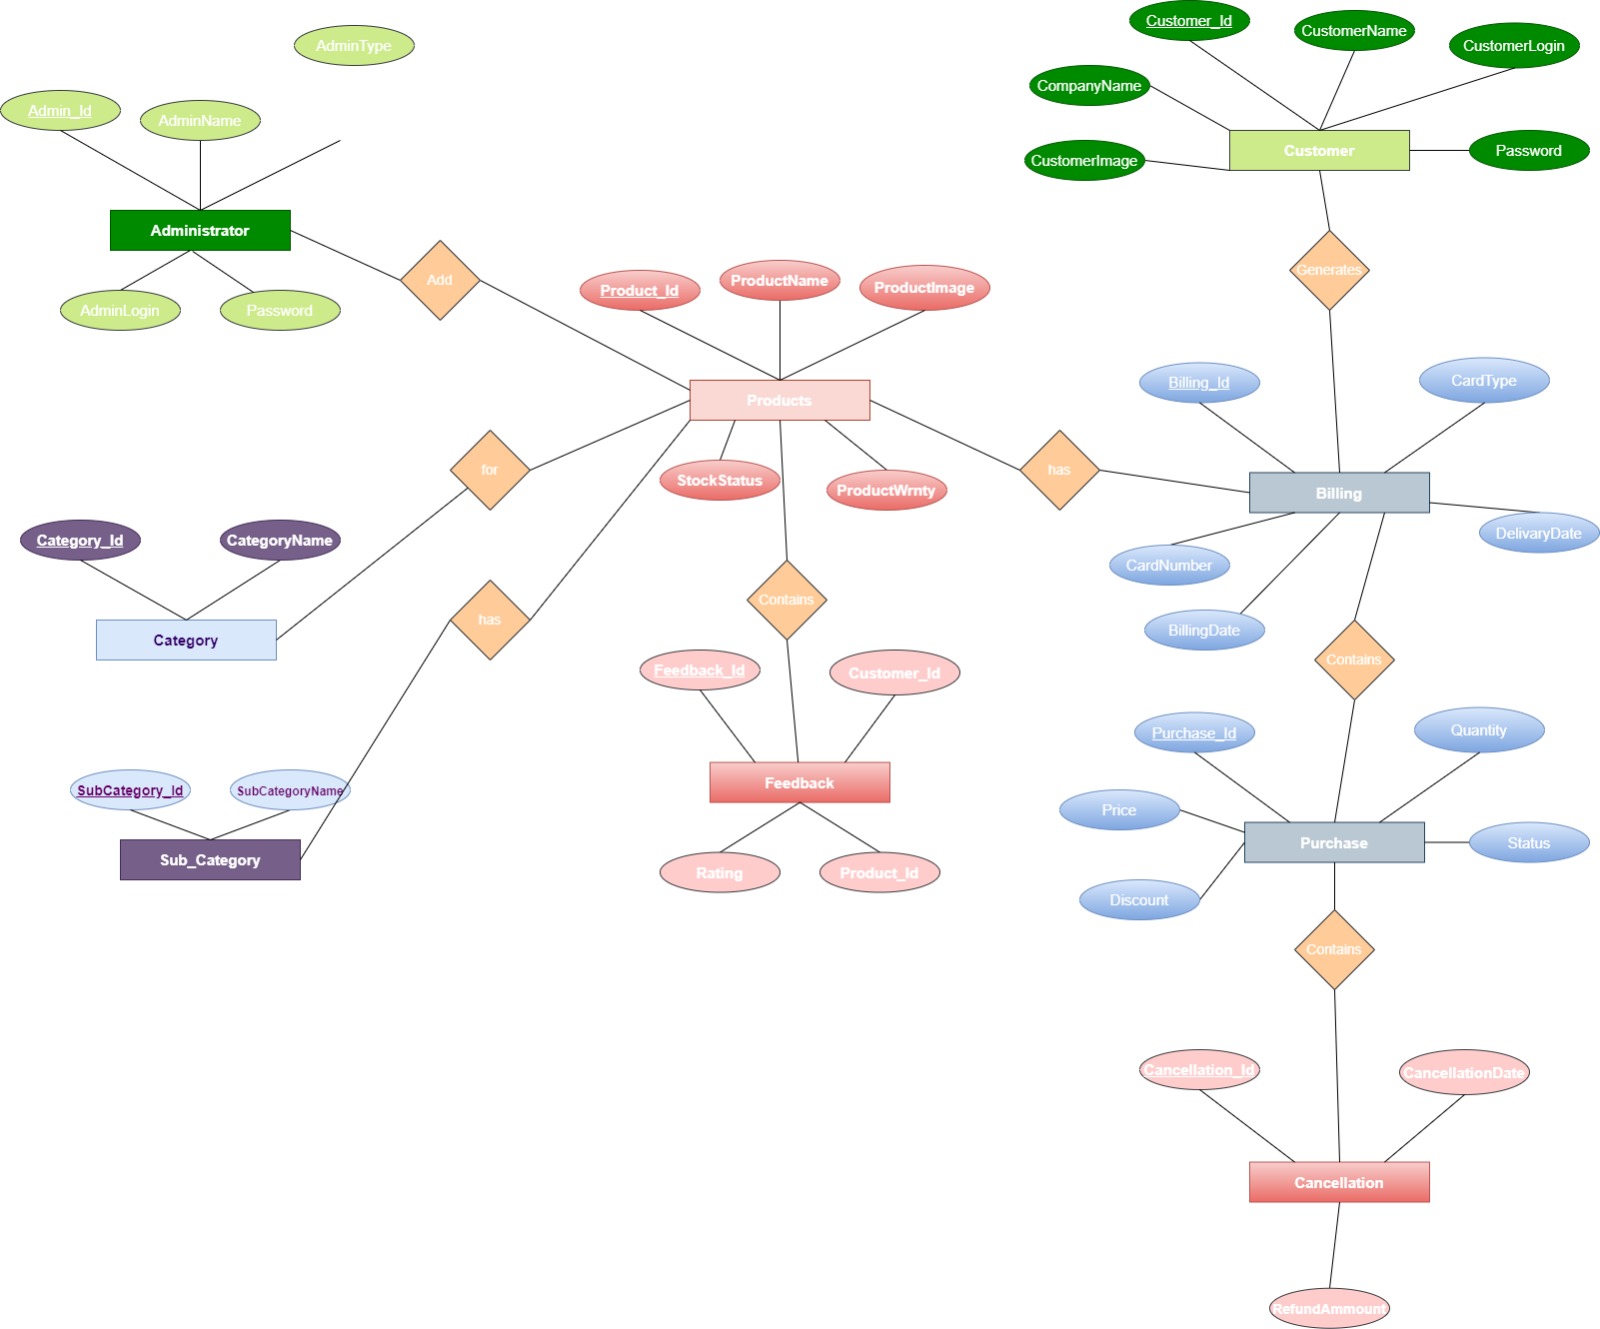 Customer_Id
CustomerName
AdminType
CustomerLogin
CompanyName
Admin_Id
AdminName
Customer
Password
CustomerImage
Administrator
Generates
Add
Product_Id
ProductName
ProductImage
AdminLogin
Password
Billing_Id
CardType
Products
for
has
StockStatus
ProductWrnty
Billing
DelivaryDate
Category_Id
CategoryName
CardNumber
Contains
has
BillingDate
Category
Contains
Feedback_Id
Customer_Id
Purchase_Id
Quantity
SubCategory_Id
SubCategoryName
Feedback
Price
Purchase
Status
Sub_Category
Rating
Product_Id
Discount
Contains
Cancellation_Id
CancellationDate
Cancellation
RefundAmmount